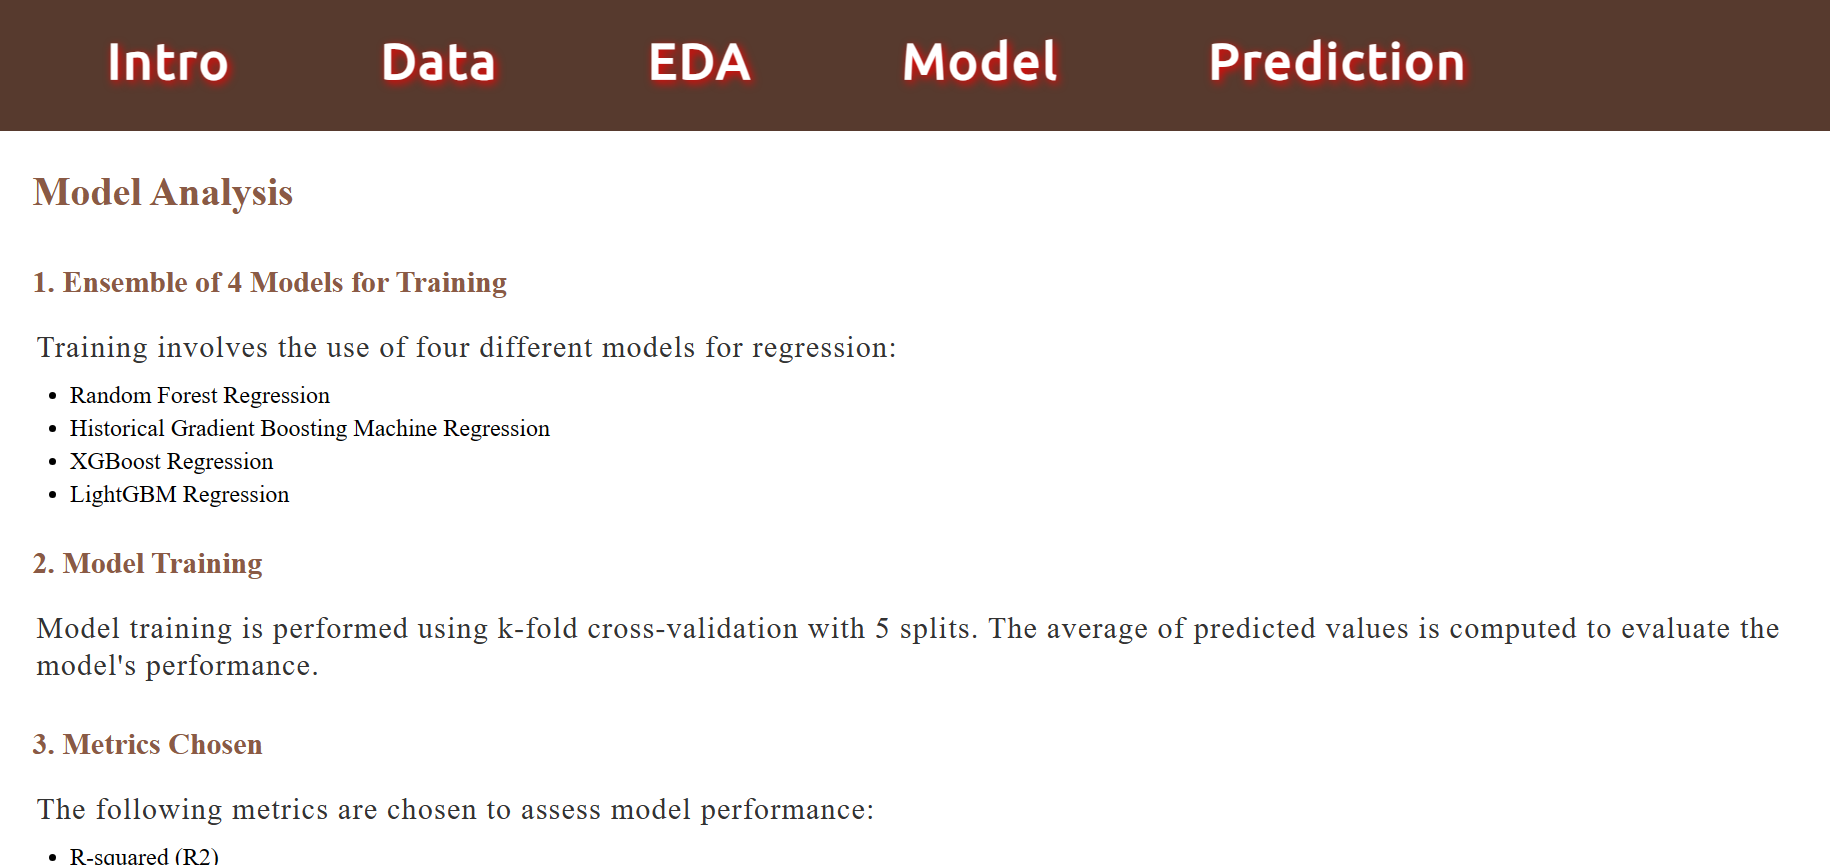 Intro Data EDA Model Prediction
Model Analysis
1. Ensemble of 4 Models for Training
Training involves the use of four different models for regression:
• Random Forest Regression
• Historical Gradient Boosting Machine Regression
• XGBoost Regression
• LightGBM Regression
2. Model Training
Model training is performed using k-fold cross-validation with 5 splits. The average of predicted values is computed to evaluate the
model's performance.
3. Metrics Chosen
The following metrics are chosen to assess model performance:
• R-squared (R2)